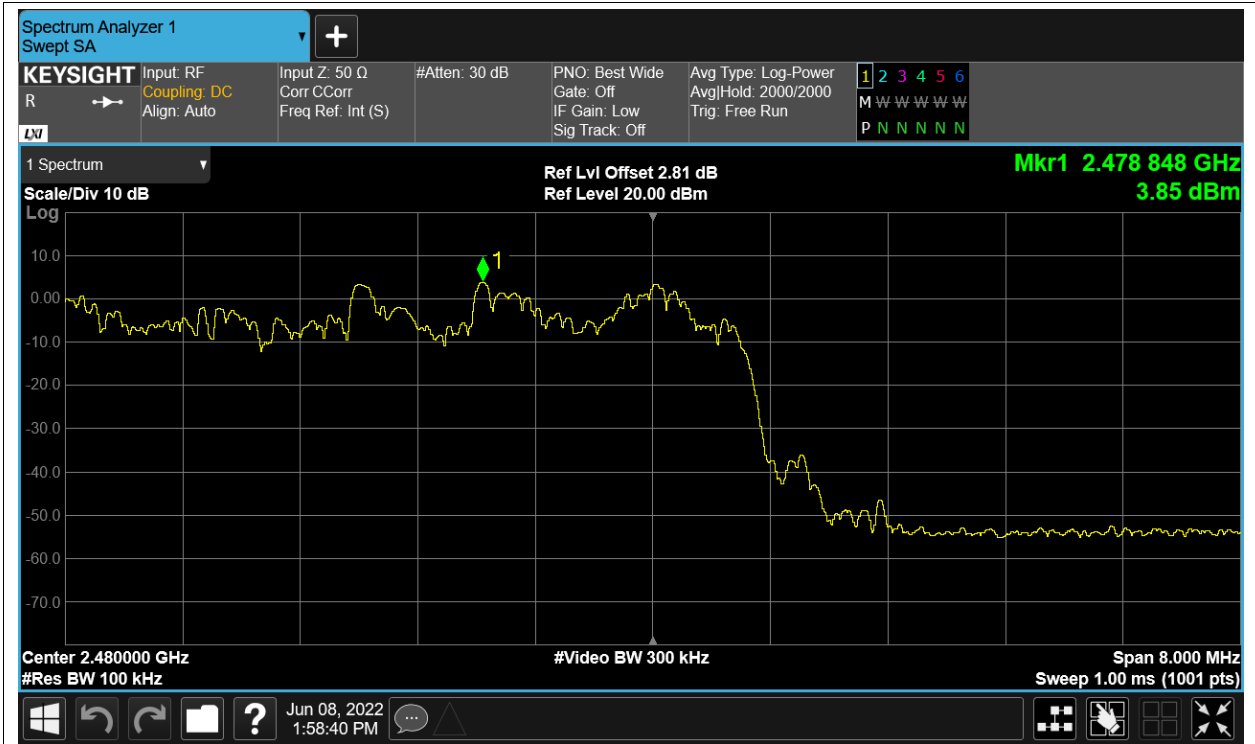 Spectrum Analyzer 1
Swept SA
KEYSIGHT
R
LXI
Input: RF
Coupling: DC
Align: Auto
Input Z: 50 Ω
Corr CCorr
Freq Ref: Int (S)
#Atten: 30 dB
PNO: Best Wide
Gate: Off
IF Gain: Low
Sig Track: Off
Avg Type: Log-Power
Avg|Hold: 2000/2000
Trig: Free Run
1 2 3 4 5 6
M W W W W W
P N N N N N
1 Spectrum
Scale/Div 10 dB
Log
Ref Lvl Offset 2.81 dB
Ref Level 20.00 dBm
Mkr1 2.478 848 GHz
3.85 dBm
10.0
0.00
-10.0
-20.0
-30.0
-40.0
-50.0
-60.0
-70.0
1
Center 2.480000 GHz
#Res BW 100 kHz
#Video BW 300 kHz
Span 8.000 MHz
Sweep 1.00 ms (1001 pts)
?
Jun 08, 2022
1:58:40 PM